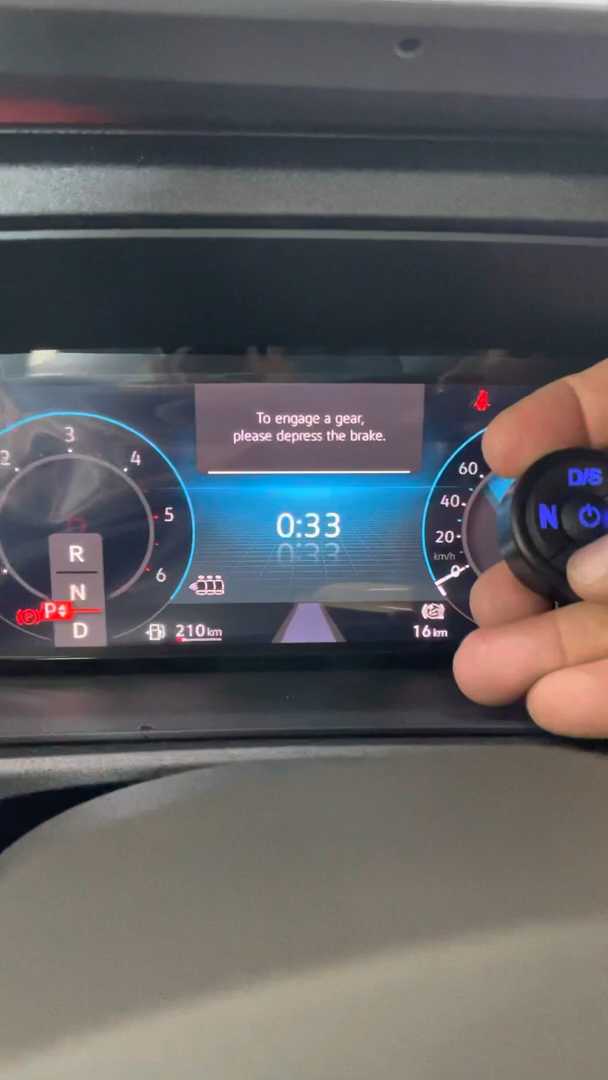 To engage a gear,
please depress the brake.
2 3 4 5 6
60
40
20
km/h
0
0:33
R
N
P
D
210 km
16 km
D/S
N